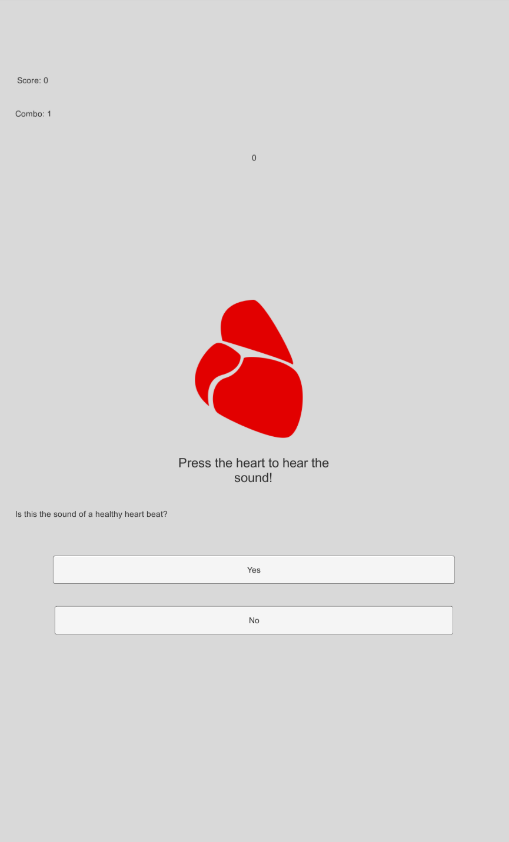 Score: 0
Combo: 1
0
Press the heart to hear the
sound!
Is this the sound of a healthy heart beat?
Yes
No